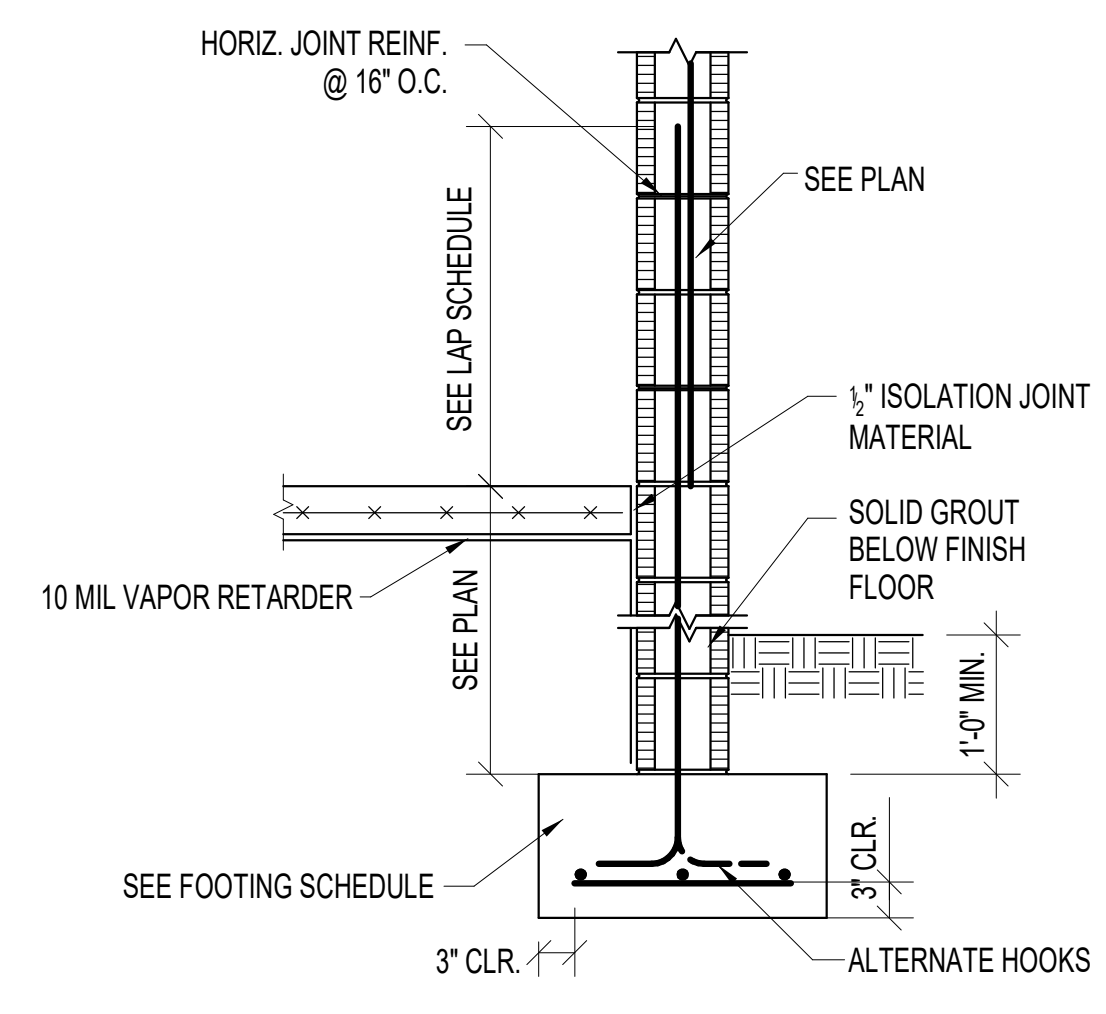 HORIZ. JOINT REINF.
@ 16" O.C.
SEE PLAN
SEE LAP SCHEDULE
½" ISOLATION JOINT
MATERIAL
SOLID GROUT
BELOW FINISH
FLOOR
10 MIL VAPOR RETARDER
SEE PLAN
1'-0" MIN.
3" CLR.
SEE FOOTING SCHEDULE
3" CLR.
ALTERNATE HOOKS